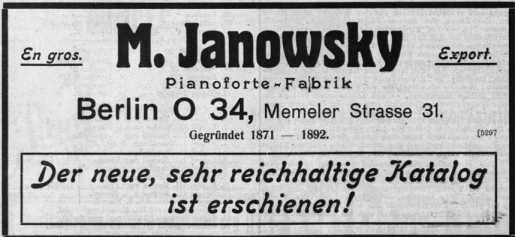 En gros. M. Janowsky Export.
Pianoforte-Fabrik
Berlin O 34, Memeler Strasse 31.
Gegründet 1871 — 1892. [5297
Der neue, sehr reichhaltige Katalog
ist erschienen!